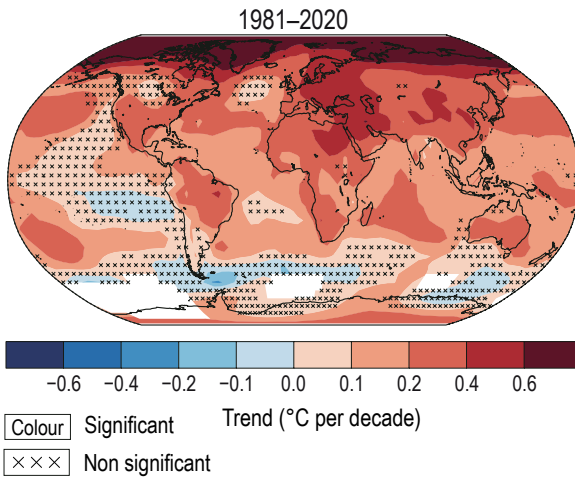 1981–2020
−0.6 −0.4 −0.2 −0.1 0.0 0.1 0.2 0.4 0.6
Trend (°C per decade)
Colour Significant
××× Non significant